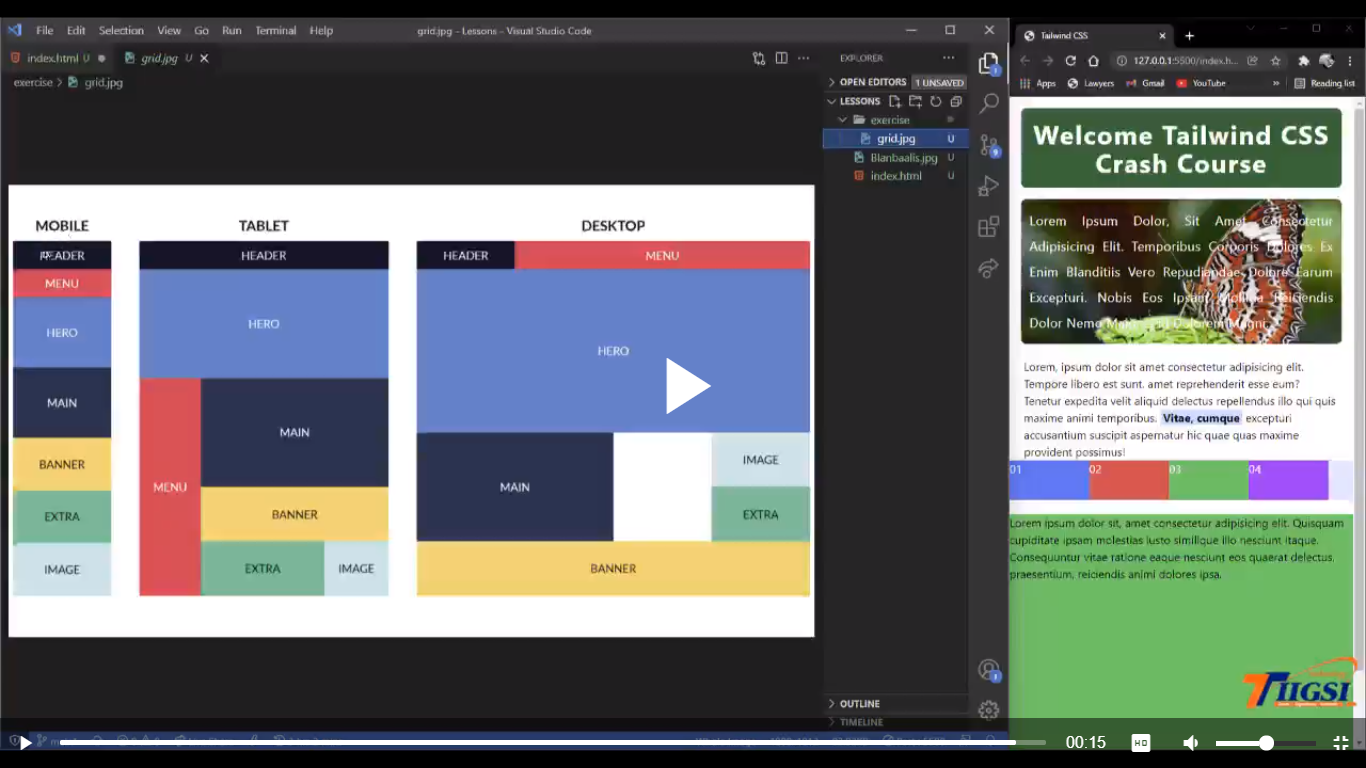 File Edit Selection View Go Run Terminal Help
grid.jpg - Lessons - Visual Studio Code
index.html U
grid.jpg U
exercise > grid.jpg
EXPLORER
OPEN EDITORS 1 UNSAVED
LESSONS
exercise
grid.jpg U
Blanbaalis.jpg U
index.html U
OUTLINE
TIMELINE
MOBILE
HEADER
MENU
HERO
MAIN
BANNER
EXTRA
IMAGE
TABLET
HEADER
HERO
MENU
MAIN
BANNER
EXTRA
IMAGE
DESKTOP
HEADER
MENU
HERO
MAIN
IMAGE
EXTRA
BANNER
Tailwind CSS
127.0.0.1:5500/index.h...
Apps Lawyers Gmail YouTube » Reading list
Welcome Tailwind CSS
Crash Course
Lorem Ipsum Dolor, Sit Amet Consectetur
Adipisicing Elit. Temporibus Corporis Dolores Ex
Enim Blanditiis Vero Repudiandae Dolore Earum
Excepturi. Nobis Eos Ipsam Mollitia Reiciendis
Dolor Nemo Magni.
Lorem, ipsum dolor sit amet consectetur adipisicing elit.
Tempore libero est sunt. amet reprehenderit esse eum?
Tenetur expedita velit aliquid delectus repellendus illo qui quis
maxime animi temporibus. Vitae, cumque excepturi
accusantium suscipit aspernatur hic quae quas maxime
provident possimus!
01 02 03 04
Lorem ipsum dolor sit, amet consectetur adipisicing elit. Quisquam
cupiditate ipsam molestias iusto similique illo nesciunt itaque.
Consequuntur vitae ratione eaque nesciunt eos quaerat delectus.
praesentium, reiciendis animi dolores ipsa.
TIIGSI
00:15
HD